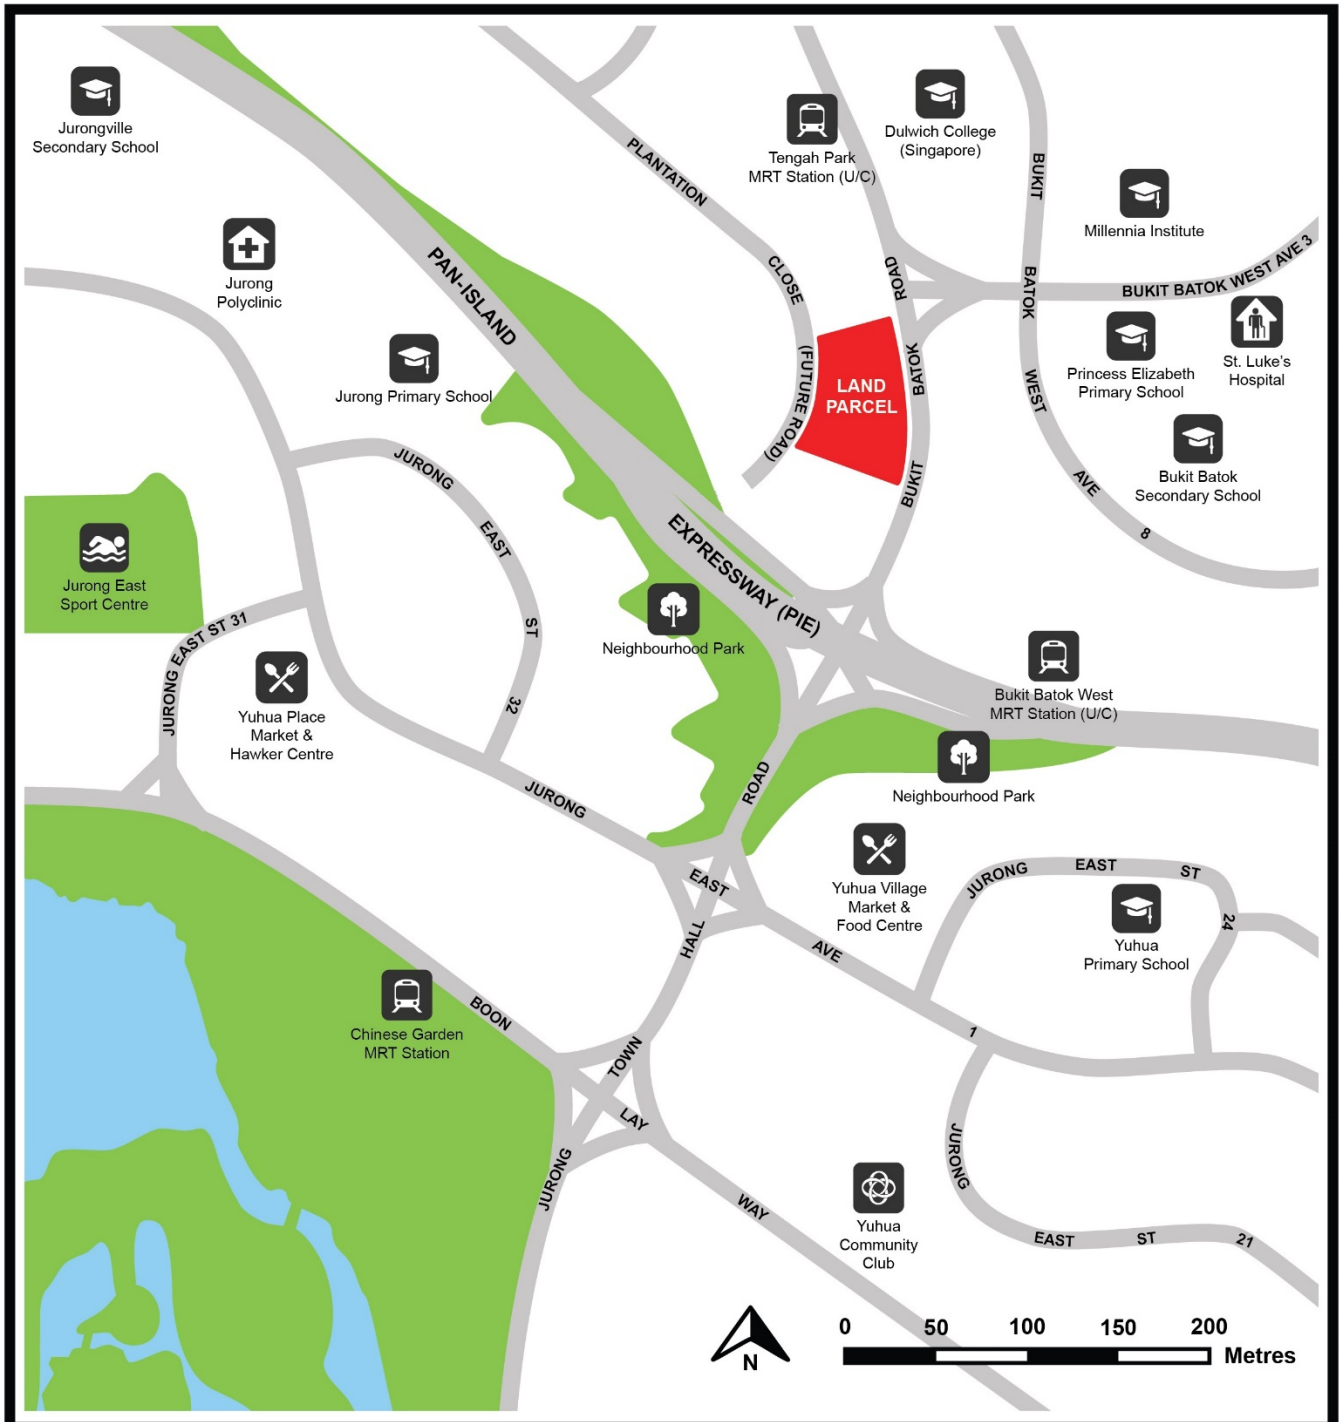 Jurongville
Secondary School
Tengah Park
MRT Station (U/C)
Dulwich College
(Singapore)
Millennia Institute
PLANTATION
CLOSE
(FUTURE ROAD)
BUKIT
BATOK
ROAD
BUKIT
BATOK
WEST
AVE
8
BUKIT BATOK WEST AVE 3
Jurong
Polyclinic
PAN-ISLAND
EXPRESSWAY (PIE)
Jurong Primary School
LAND
PARCEL
Princess Elizabeth
Primary School
St. Luke's
Hospital
Bukit Batok
Secondary School
JURONG
EAST
ST
32
Jurong East
Sport Centre
JURONG EAST ST 31
Neighbourhood Park
Bukit Batok West
MRT Station (U/C)
Yuhua Place
Market &
Hawker Centre
Neighbourhood Park
JURONG
EAST
AVE
1
JURONG
TOWN
HALL
ROAD
Yuhua Village
Market &
Food Centre
JURONG
EAST
ST
24
Yuhua
Primary School
Chinese Garden
MRT Station
BOON
LAY
WAY
JURONG
EAST
ST
21
Yuhua
Community
Club
N
0 50 100 150 200
Metres